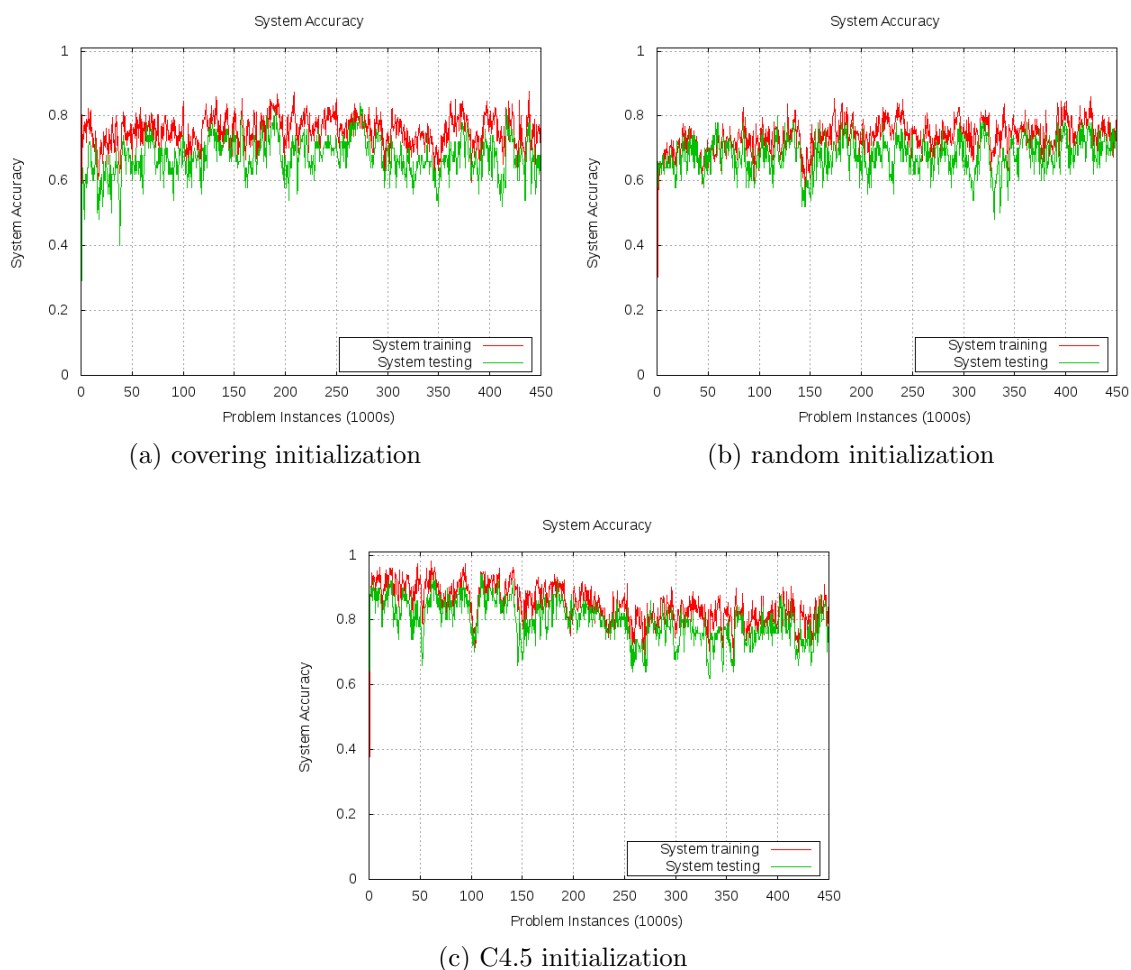 System Accuracy
1
0.8
0.6
0.4
0.2
0
System Accuracy
System training
System testing
0 50 100 150 200 250 300 350 400 450
Problem Instances (1000s)
(a) covering initialization
System Accuracy
1
0.8
0.6
0.4
0.2
0
System Accuracy
System training
System testing
0 50 100 150 200 250 300 350 400 450
Problem Instances (1000s)
(b) random initialization
System Accuracy
1
0.8
0.6
0.4
0.2
0
System Accuracy
System training
System testing
0 50 100 150 200 250 300 350 400 450
Problem Instances (1000s)
(c) C4.5 initialization